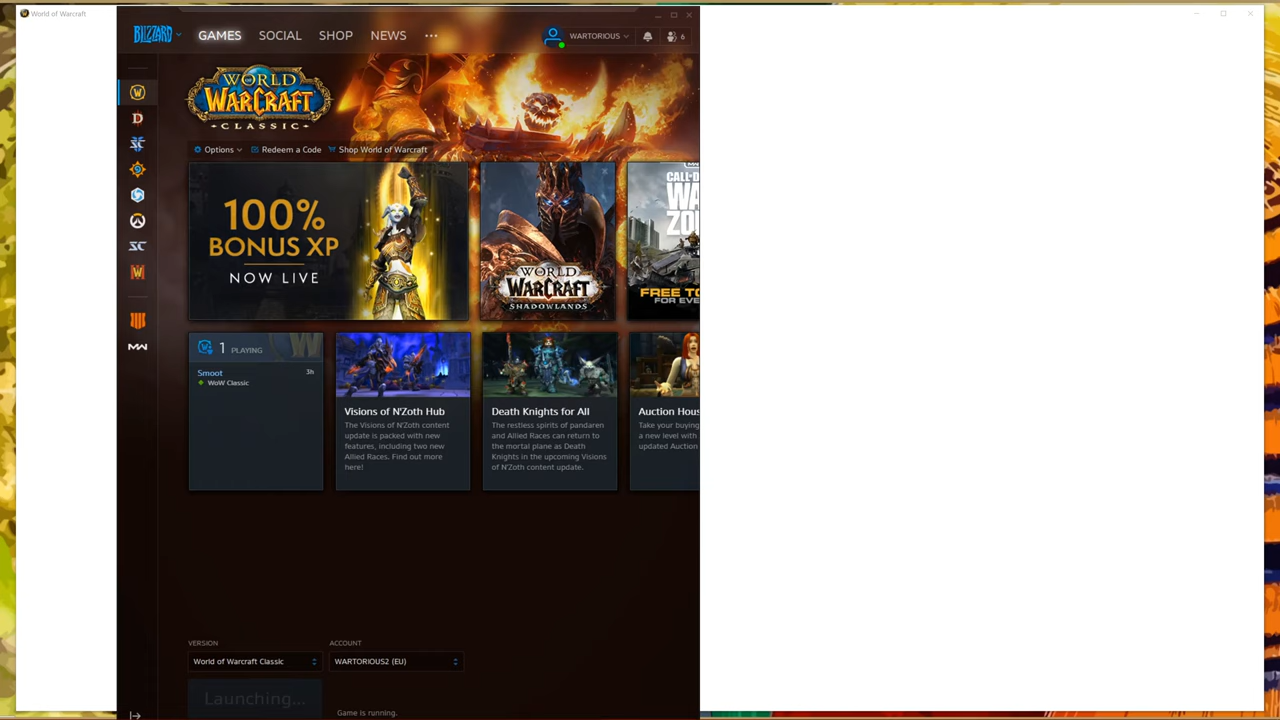 World of Warcraft
BLIZZARD
GAMES
SOCIAL
SHOP
NEWS
WARTORIOUS
6
WORLD
OF
WARCRAFT
CLASSIC
Options
Redeem a Code
Shop World of Warcraft
100%
BONUS XP
NOW LIVE
WORLD
OF
WARCRAFT
SHADOWLANDS
CALL OF D
WA
ZO
FREE TO
FOR EVE
1 PLAYING
Smoot
3h
WoW Classic
Visions of N'Zoth Hub
The Visions of N'Zoth content
update is packed with new
features, including two new
Allied Races. Find out more
here!
Death Knights for All
The restless spirits of pandaren
and Allied Races can return to
the mortal plane as Death
Knights in the upcoming Visions
of N'Zoth content update.
Auction Hous
Take your buying
a new level with
updated Auction
VERSION
World of Warcraft Classic
ACCOUNT
WARTORIOUS2 (EU)
Launching...
Game is running.